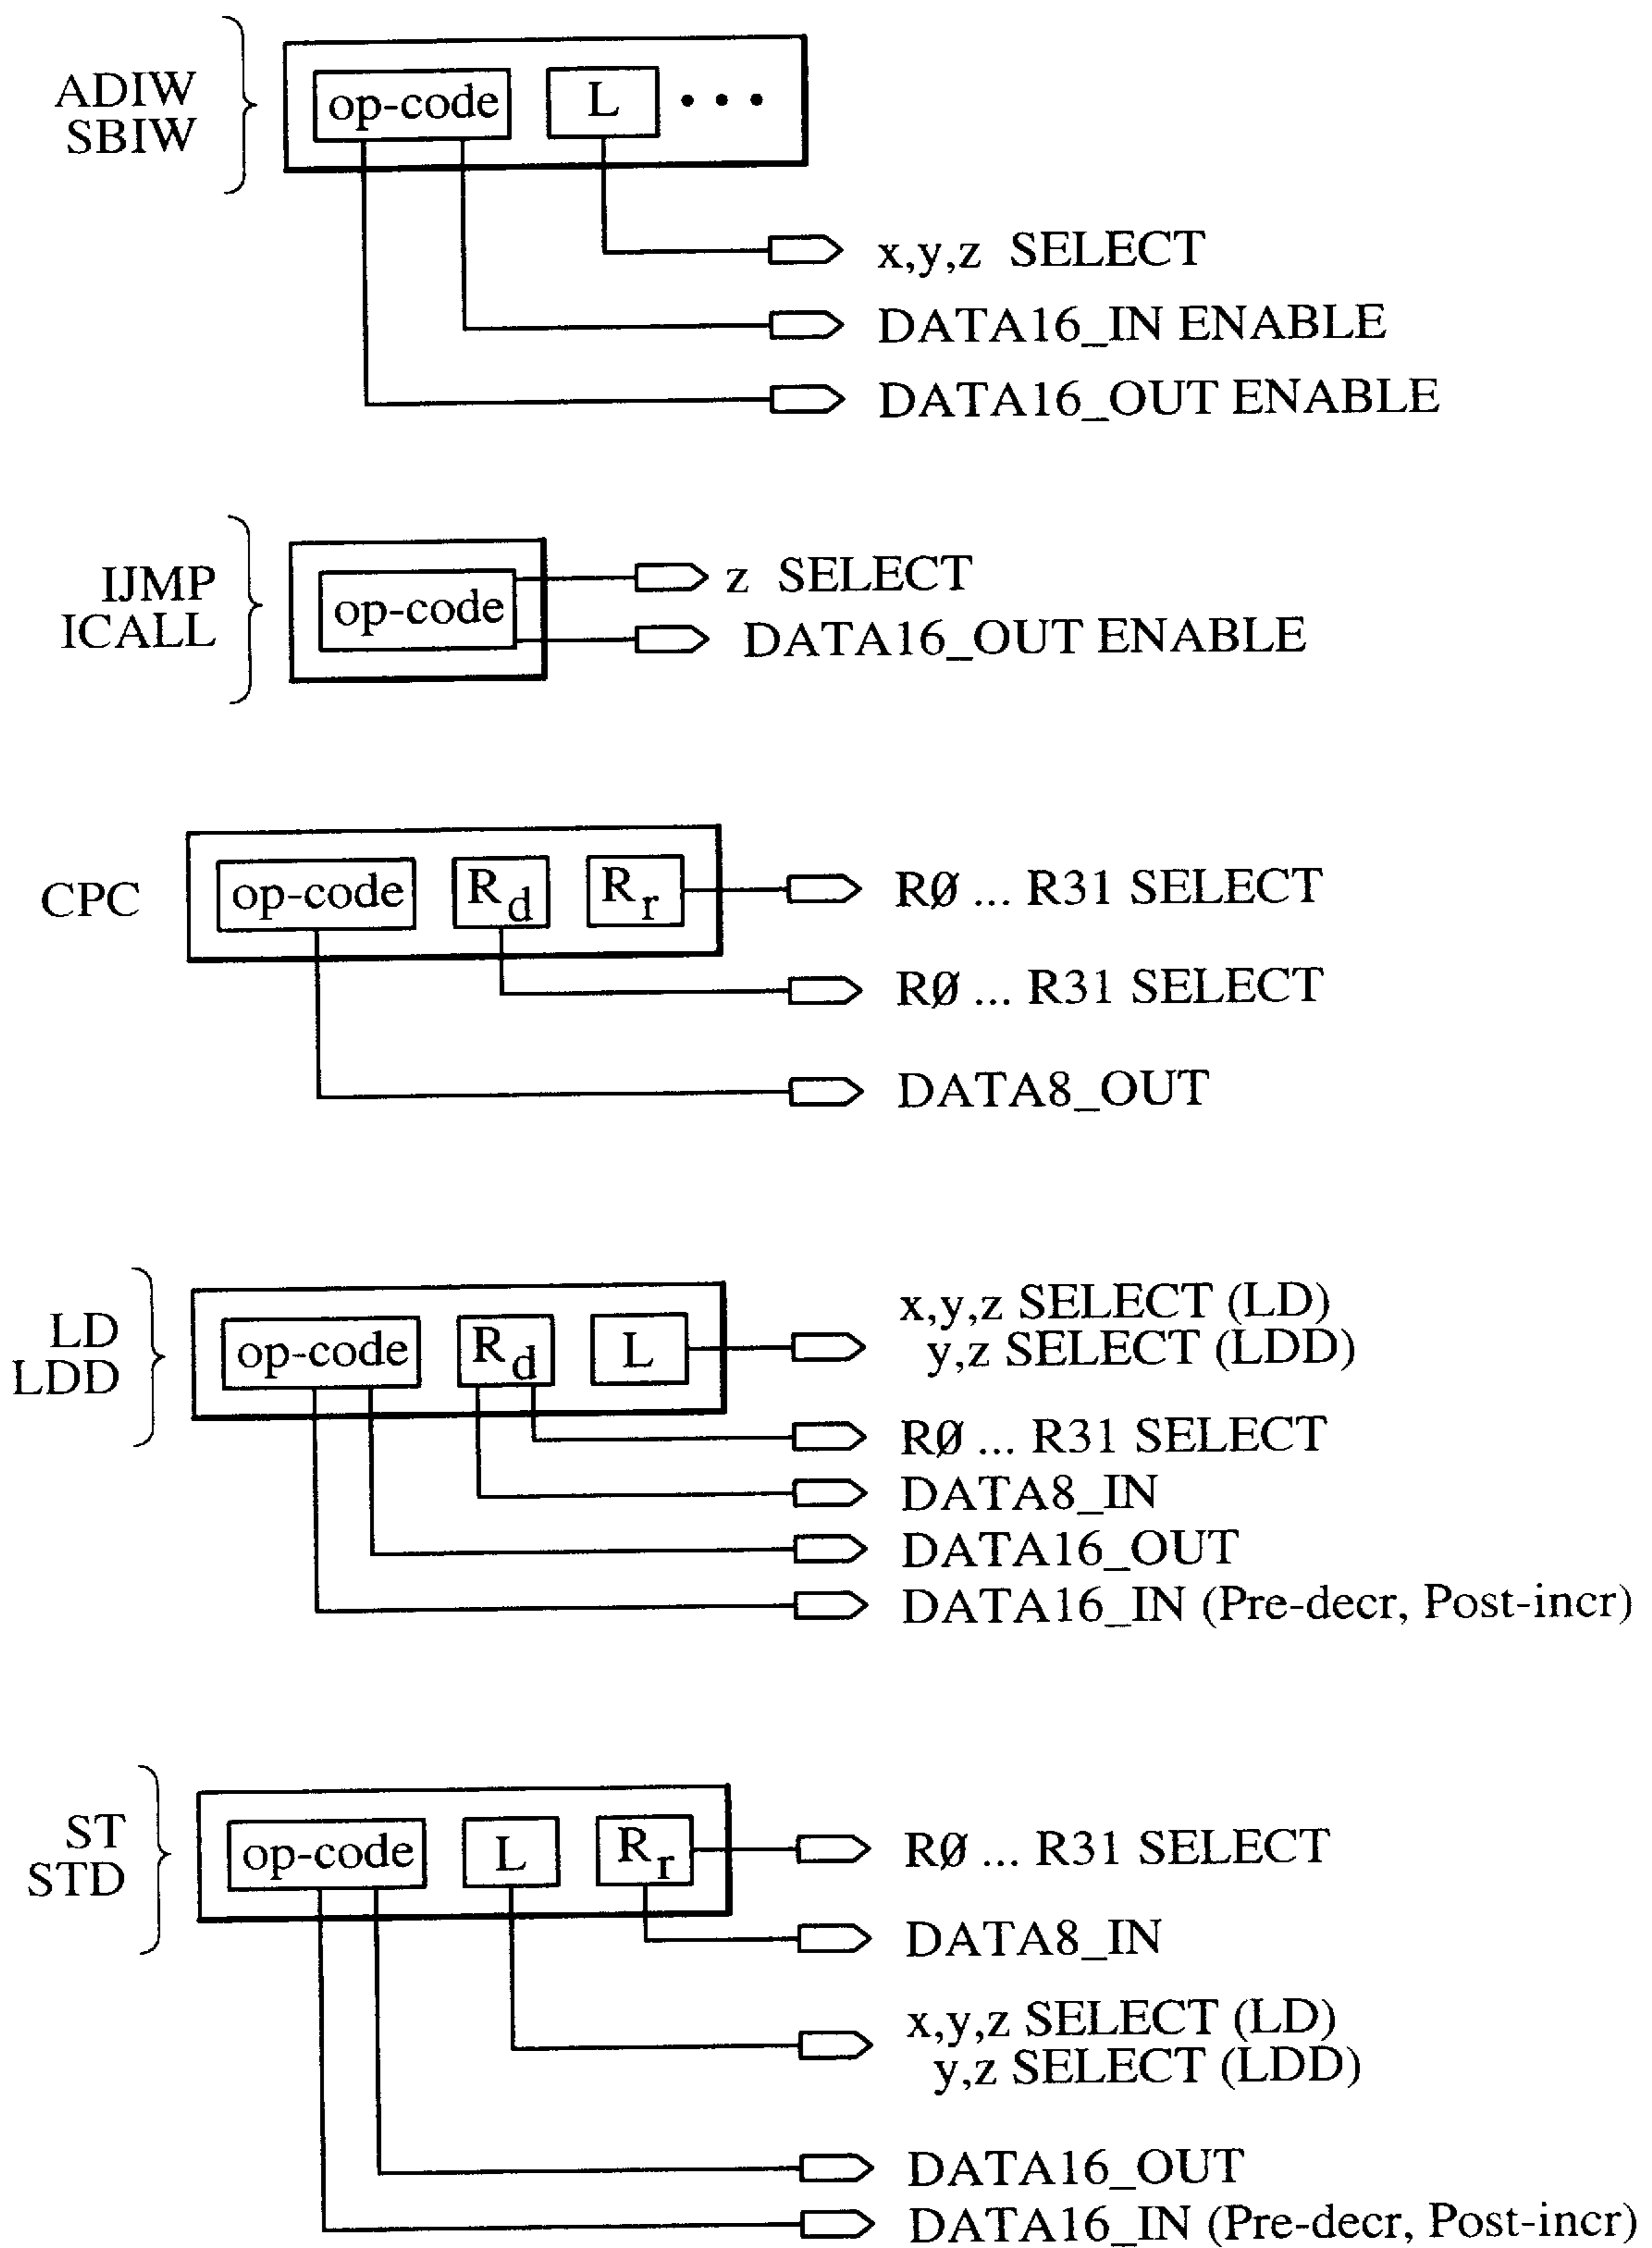 ADIW
SBIW
op-code L • • •
x,y,z SELECT
DATA16_IN ENABLE
DATA16_OUT ENABLE
IJMP
ICALL
op-code
z SELECT
DATA16_OUT ENABLE
CPC
op-code Rd Rr
RØ ... R31 SELECT
RØ ... R31 SELECT
DATA8_OUT
LD
LDD
op-code Rd L
x,y,z SELECT (LD)
y,z SELECT (LDD)
RØ ... R31 SELECT
DATA8_IN
DATA16_OUT
DATA16_IN (Pre-decr, Post-incr)
ST
STD
op-code L Rr
RØ ... R31 SELECT
DATA8_IN
x,y,z SELECT (LD)
y,z SELECT (LDD)
DATA16_OUT
DATA16_IN (Pre-decr, Post-incr)